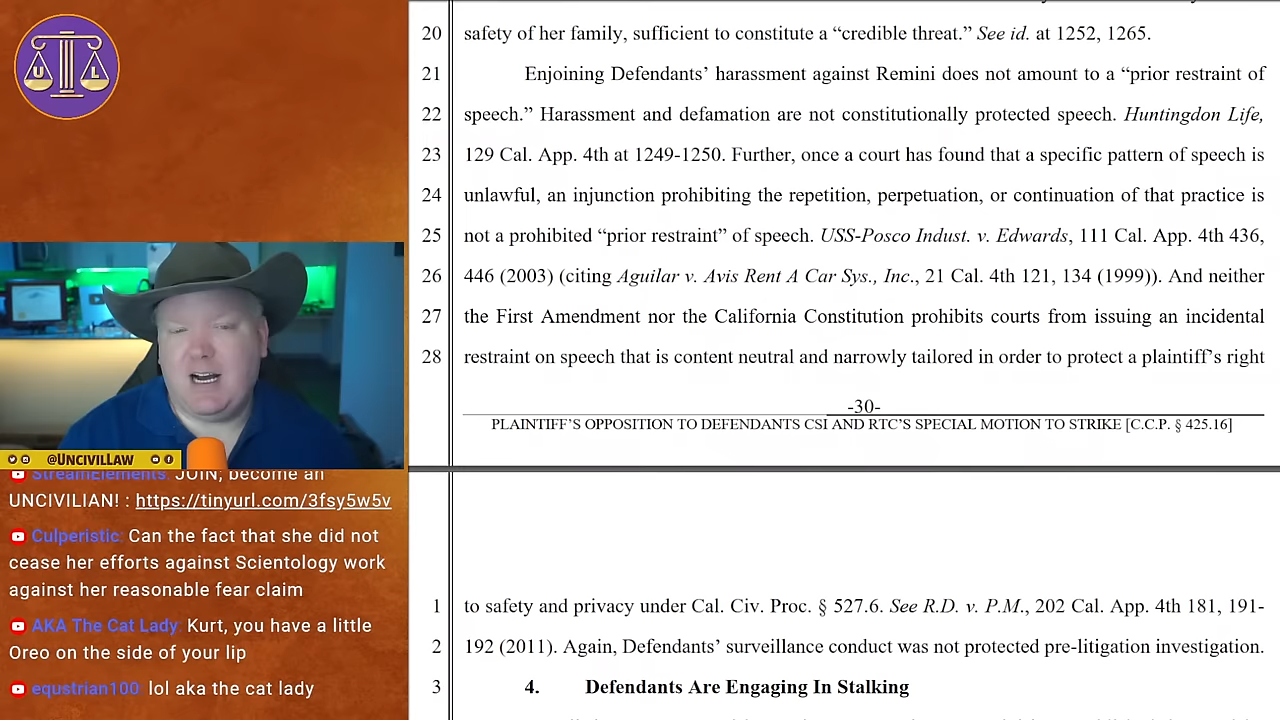 U L
20 safety of her family, sufficient to constitute a “credible threat.” See id. at 1252, 1265.
21 Enjoining Defendants’ harassment against Remini does not amount to a “prior restraint of
22 speech.” Harassment and defamation are not constitutionally protected speech. Huntingdon Life,
23 129 Cal. App. 4th at 1249-1250. Further, once a court has found that a specific pattern of speech is
24 unlawful, an injunction prohibiting the repetition, perpetuation, or continuation of that practice is
25 not a prohibited “prior restraint” of speech. USS-Posco Indust. v. Edwards, 111 Cal. App. 4th 436,
26 446 (2003) (citing Aguilar v. Avis Rent A Car Sys., Inc., 21 Cal. 4th 121, 134 (1999)). And neither
27 the First Amendment nor the California Constitution prohibits courts from issuing an incidental
28 restraint on speech that is content neutral and narrowly tailored in order to protect a plaintiff’s right
-30-
PLAINTIFF’S OPPOSITION TO DEFENDANTS CSI AND RTC’S SPECIAL MOTION TO STRIKE [C.C.P. § 425.16]
1 to safety and privacy under Cal. Civ. Proc. § 527.6. See R.D. v. P.M., 202 Cal. App. 4th 181, 191-
2 192 (2011). Again, Defendants’ surveillance conduct was not protected pre-litigation investigation.
3 4. Defendants Are Engaging In Stalking
@UncivilLaw
StreamElements: JOIN, become an
UNCIVILIAN! : https://tinyurl.com/3fsy5w5v
Culperistic: Can the fact that she did not
cease her efforts against Scientology work
against her reasonable fear claim
AKA The Cat Lady: Kurt, you have a little
Oreo on the side of your lip
equstrian100: lol aka the cat lady